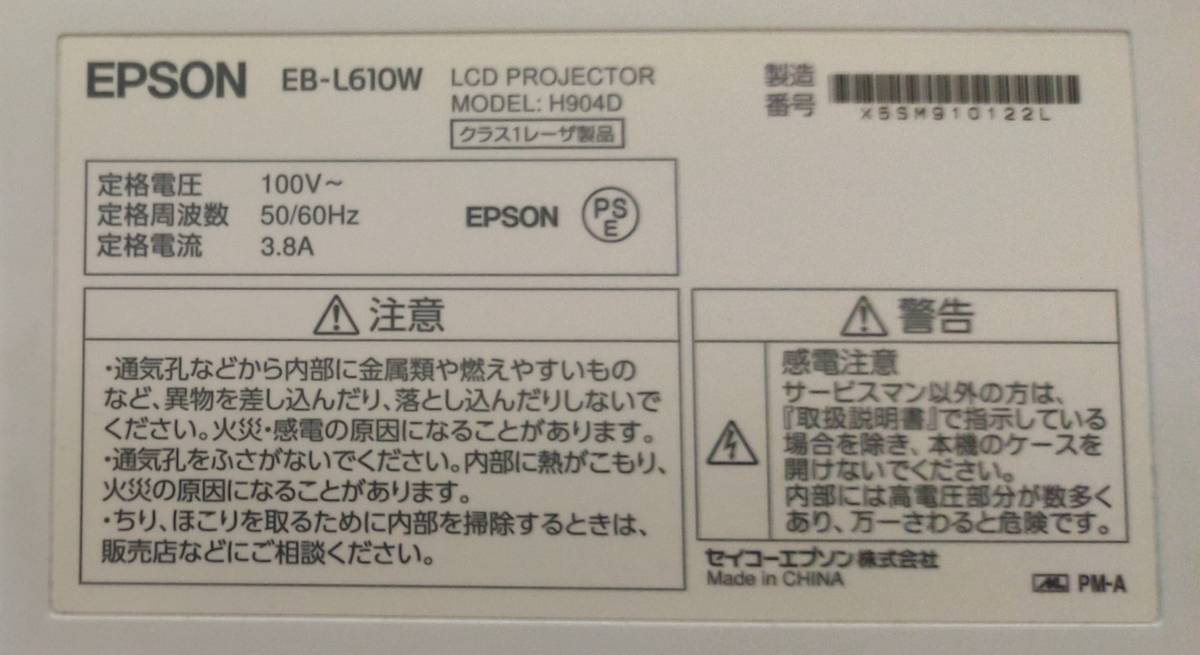 EPSON EB-L610W LCD PROJECTOR
MODEL: H904D
クラス1レーザ製品
製造
番号
X5SM910122L
定格電圧 100V~
定格周波数 50/60Hz
定格電流 3.8A
EPSON PS
E
注意
・通気孔などから内部に金属類や燃えやすいもの
など、異物を差し込んだり、落とし込んだりしないで
ください。火災・感電の原因になることがあります。
・通気孔をふさがないでください。内部に熱がこもり、
火災の原因になることがあります。
・ちり、ほこりを取るために内部を掃除するときは、
販売店などにご相談ください。
警告
感電注意
サービスマン以外の方は、
『取扱説明書』で指示している
場合を除き、本機のケースを
開けないでください。
内部には高電圧部分が数多く
あり、万一さわると危険です。
セイコーエプソン株式会社
Made in CHINA
PM-A